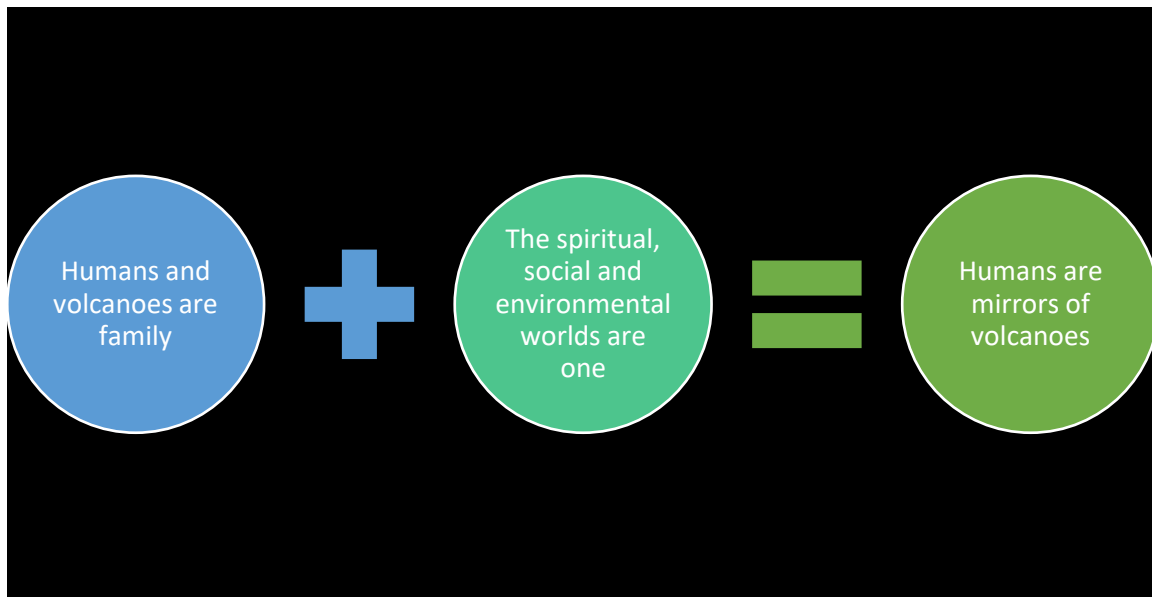 Humans and
volcanoes are
family
The spiritual,
social and
environmental
worlds are
one
Humans are
mirrors of
volcanoes